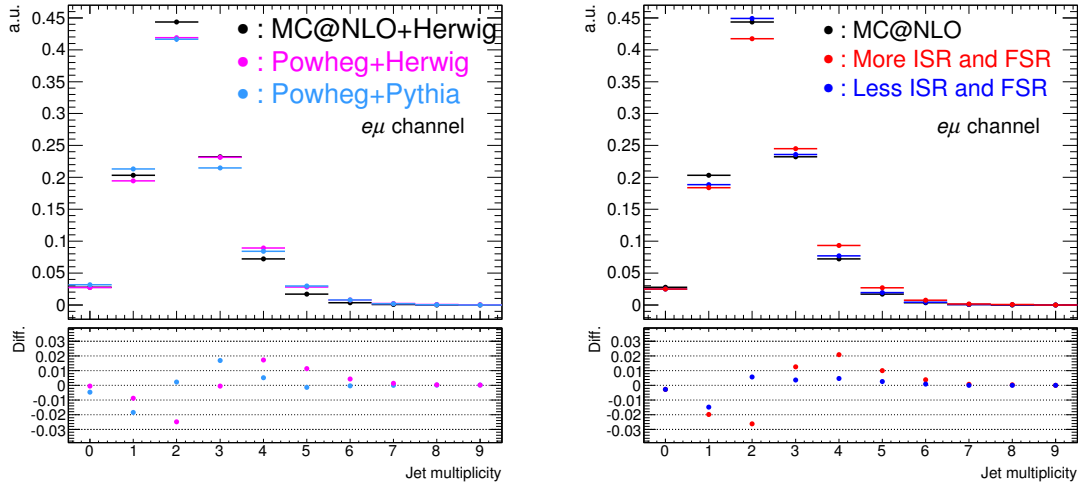 a.u.
0.45
0.4
0.35
0.3
0.25
0.2
0.15
0.1
0.05
0
: MC@NLO+Herwig
: Powheg+Herwig
: Powheg+Pythia
eμ channel
Diff.
0.03
0.02
0.01
0
-0.01
-0.02
-0.03
0 1 2 3 4 5 6 7 8 9
Jet multiplicity
a.u.
0.45
0.4
0.35
0.3
0.25
0.2
0.15
0.1
0.05
0
: MC@NLO
: More ISR and FSR
: Less ISR and FSR
eμ channel
Diff.
0.03
0.02
0.01
0
-0.01
-0.02
-0.03
0 1 2 3 4 5 6 7 8 9
Jet multiplicity